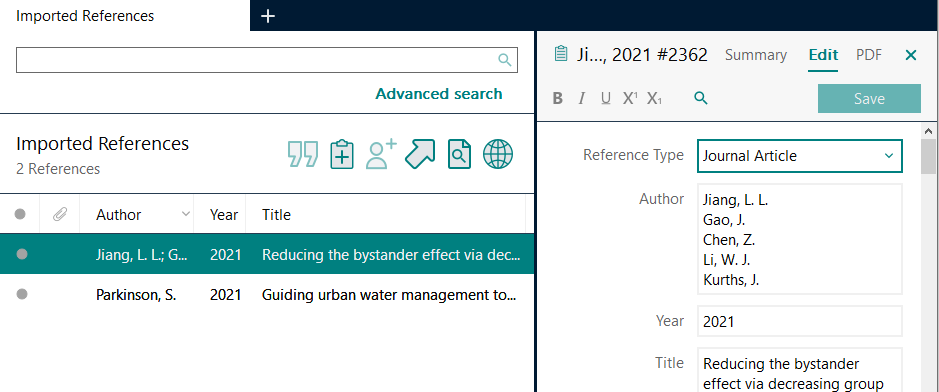 Imported References
Ji..., 2021 #2362 Summary Edit PDF
Advanced search
B I U X¹ X₁ Save
Imported References
2 References
Reference Type Journal Article
Author Year Title
Jiang, L. L.; G... 2021 Reducing the bystander effect via dec...
Parkinson, S. 2021 Guiding urban water management to...
Author Jiang, L. L.
Gao, J.
Chen, Z.
Li, W. J.
Kurths, J.
Year 2021
Title Reducing the bystander
effect via decreasing group